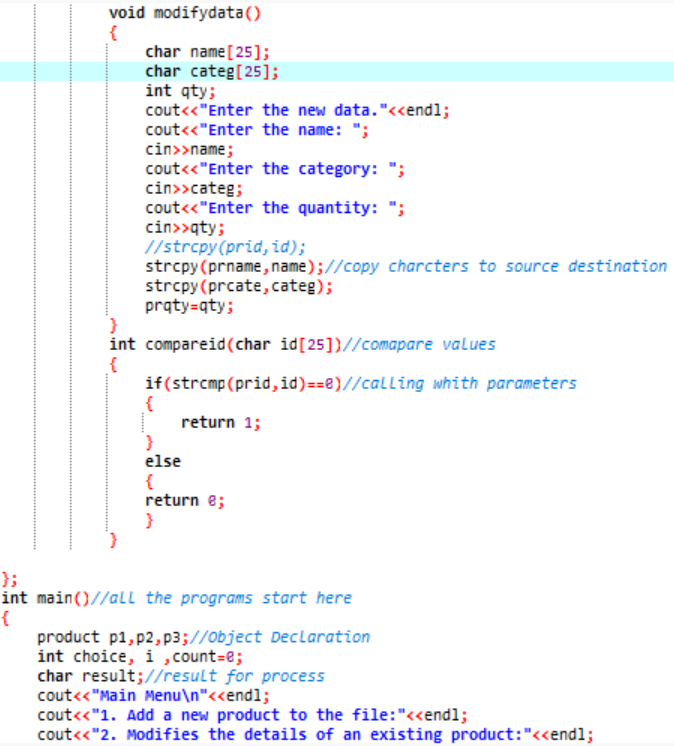 void modifydata()
{
char name[25];
char categ[25];
int qty;
cout<<"Enter the new data."<<endl;
cout<<"Enter the name: ";
cin>>name;
cout<<"Enter the category: ";
cin>>categ;
cout<<"Enter the quantity: ";
cin>>qty;
//strcpy(prid,id);
strcpy(prname,name);//copy charcters to source destination
strcpy(prcate,categ);
prqty=qty;
}
int compareid(char id[25])//comapare values
{
if(strcmp(prid,id)==0)//calling whith parameters
{
return 1;
}
else
{
return 0;
}
}
};
int main()//all the programs start here
{
product p1,p2,p3;//Object Declaration
int choice, i ,count=0;
char result;//result for process
cout<<"Main Menu\n"<<endl;
cout<<"1. Add a new product to the file:"<<endl;
cout<<"2. Modifies the details of an existing product:"<<endl;